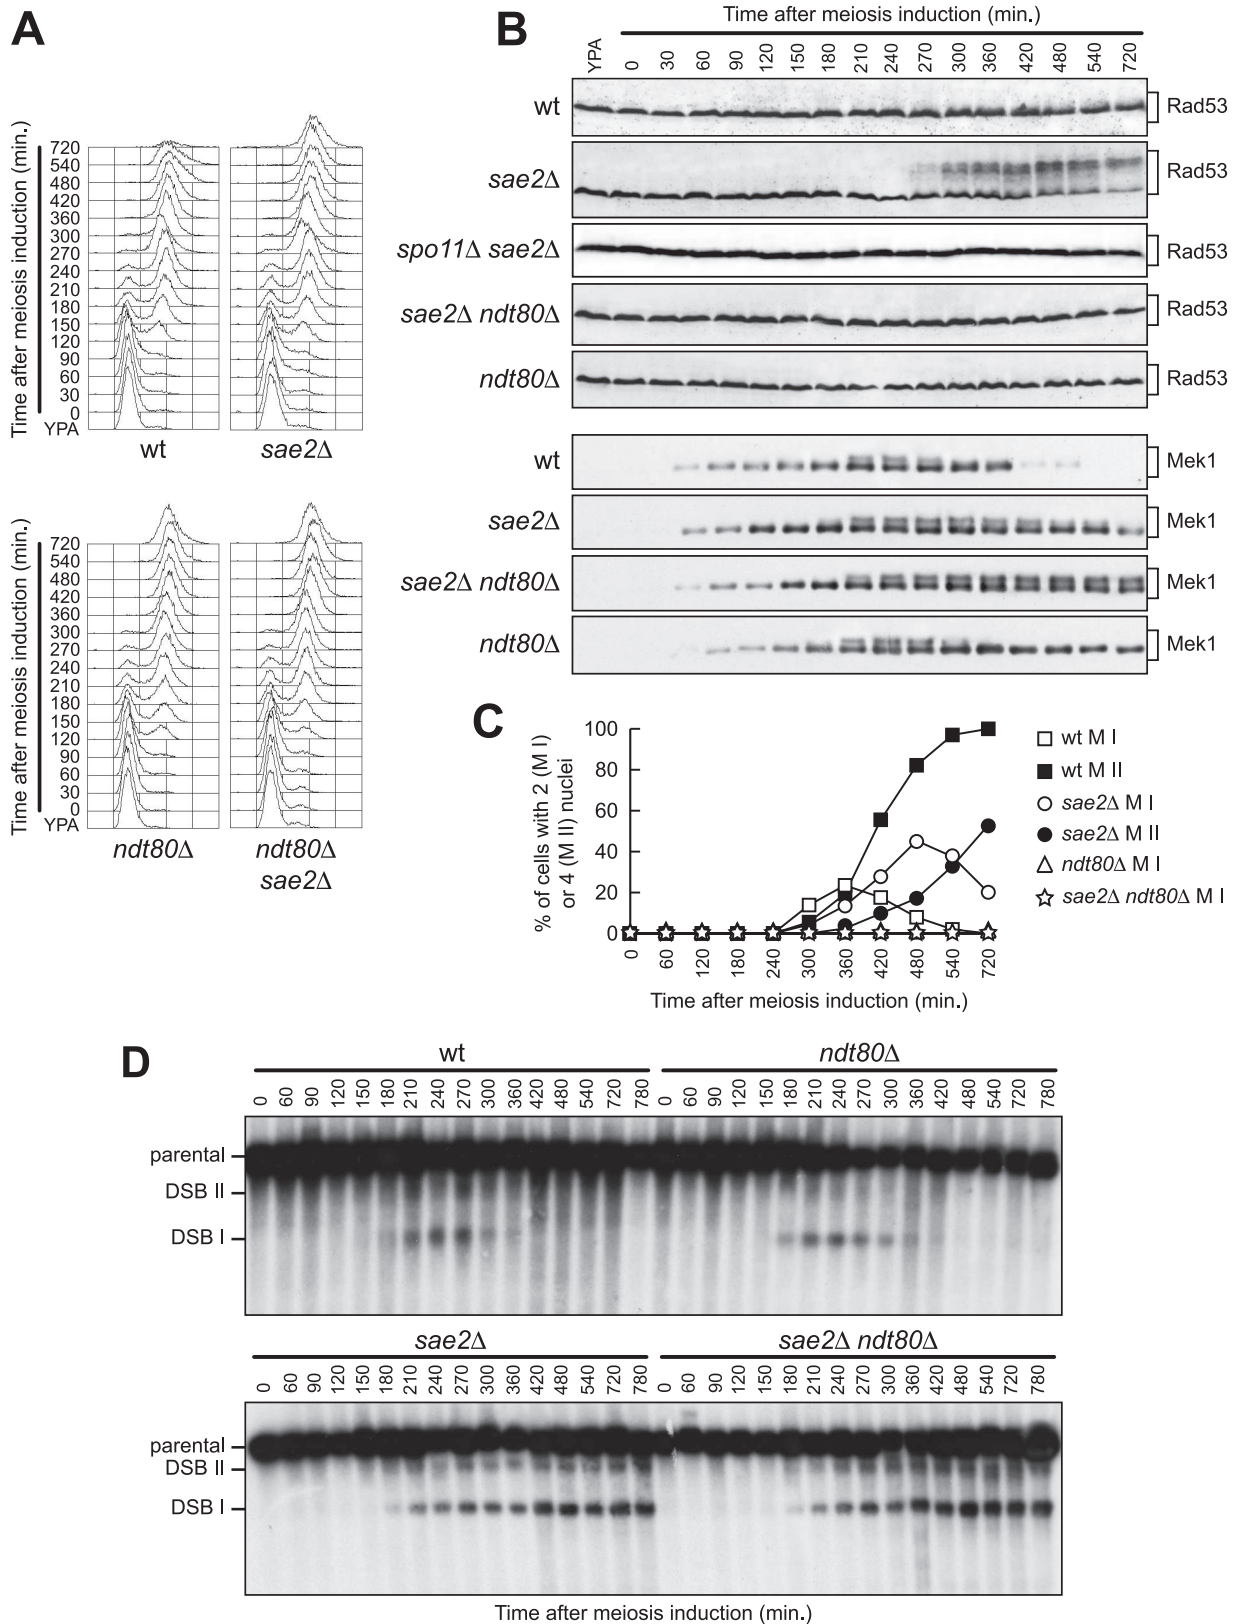 A
Time after meiosis induction (min.)
720
540
480
420
360
300
270
240
210
180
150
120
90
60
30
0
YPA
wt
sae2Δ
Time after meiosis induction (min.)
720
540
480
420
360
300
270
240
210
180
150
120
90
60
30
0
YPA
ndt80Δ
ndt80Δ
sae2Δ
B
Time after meiosis induction (min.)
YPA 0 30 60 90 120 150 180 210 240 270 300 360 420 480 540 720
wt Rad53
sae2Δ Rad53
spo11Δ sae2Δ Rad53
sae2Δ ndt80Δ Rad53
ndt80Δ Rad53
wt Mek1
sae2Δ Mek1
sae2Δ ndt80Δ Mek1
ndt80Δ Mek1
C
% of cells with 2 (M I)
or 4 (M II) nuclei
100
80
60
40
20
0
0 60 120 180 240 300 360 420 480 540 720
Time after meiosis induction (min.)
wt M I
wt M II
sae2Δ M I
sae2Δ M II
ndt80Δ M I
sae2Δ ndt80Δ M I
D
wt ndt80Δ
0 60 90 120 150 180 210 240 270 300 360 420 480 540 720 780 0 60 90 120 150 180 210 240 270 300 360 420 480 540 720 780
parental
DSB II
DSB I
sae2Δ sae2Δ ndt80Δ
0 60 90 120 150 180 210 240 270 300 360 420 480 540 720 780 0 60 90 120 150 180 210 240 270 300 360 420 480 540 720 780
parental
DSB II
DSB I
Time after meiosis induction (min.)